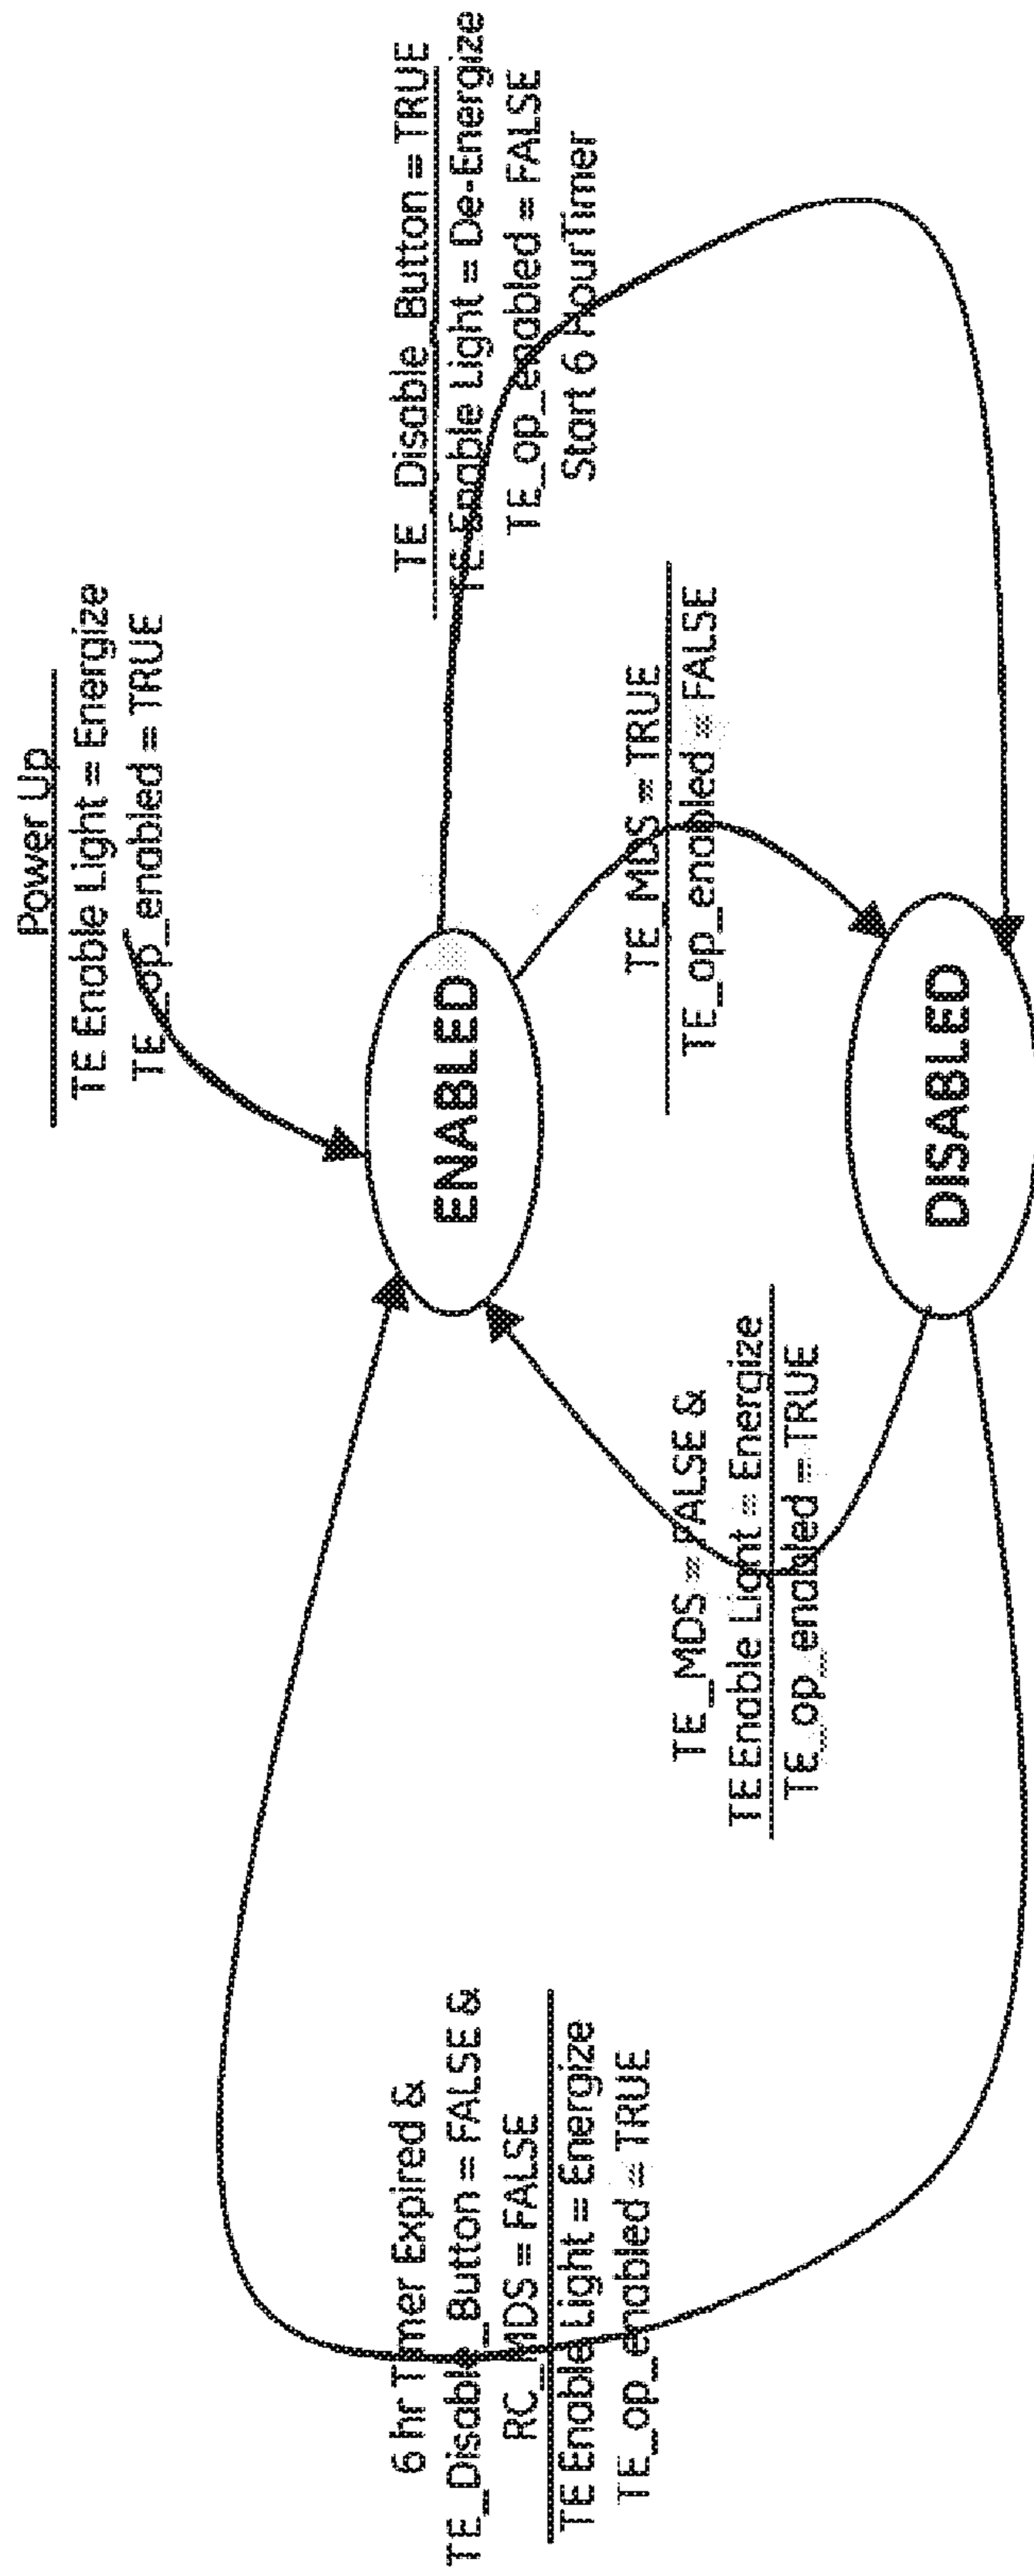 Power Up
TE Enable Light = Energize
TE_op_enabled = TRUE
6 hr Timer Expired &
TE_Disable_Button = FALSE &
RC_MDS = FALSE
TE Enable Light = Energize
TE_op_enabled = TRUE
ENABLED
TE_Disable_Button = TRUE
TE Enable Light = De-Energize
TE_op_enabled = FALSE
Start 6 HourTimer
TE_MDS = FALSE &
TE Enable Light = Energize
TE_op_enabled = TRUE
TE_MDS = TRUE
TE_op_enabled = FALSE
DISABLED